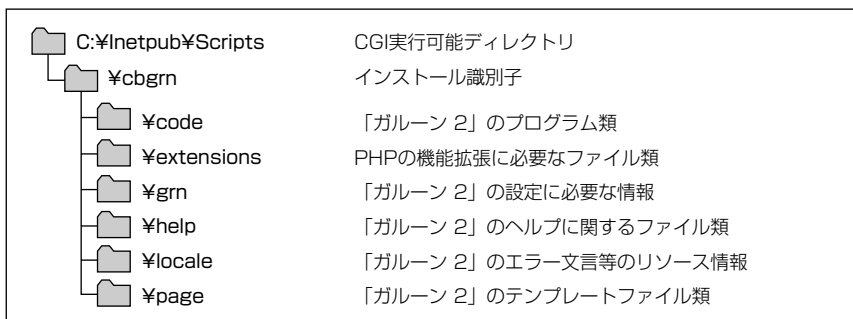 C:¥Inetpub¥Scripts CGI実行可能ディレクトリ
¥cbgrn インストール識別子
¥code 「ガルーン 2」のプログラム類
¥extensions PHPの機能拡張に必要なファイル類
¥grn 「ガルーン 2」の設定に必要な情報
¥help 「ガルーン 2」のヘルプに関するファイル類
¥locale 「ガルーン 2」のエラー文言等のリソース情報
¥page 「ガルーン 2」のテンプレートファイル類